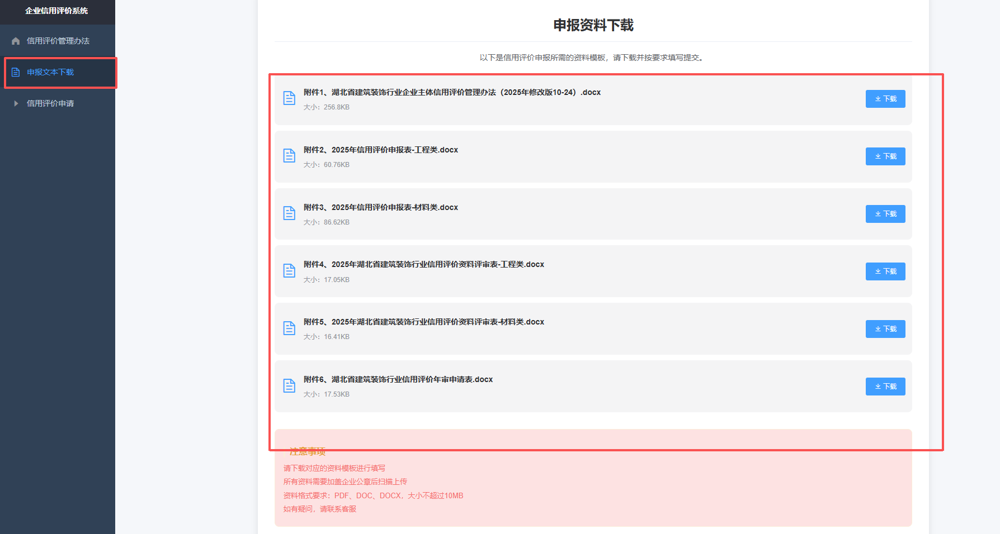 企业信用评价系统
信用评价管理办法
申报文本下载
信用评价申请
申报资料下载
以下是信用评价申报所需的资料模板，请下载并按要求填写提交。
附件1、湖北省建筑装饰行业企业主体信用评价管理办法（2025年修改版10-24）.docx
大小：256.8KB
下载
附件2、2025年信用评价申报表-工程类.docx
大小：60.76KB
下载
附件3、2025年信用评价申报表-材料类.docx
大小：86.62KB
下载
附件4、2025年湖北省建筑装饰行业信用评价资料评审表-工程类.docx
大小：17.05KB
下载
附件5、2025年湖北省建筑装饰行业信用评价资料评审表-材料类.docx
大小：16.41KB
下载
附件6、湖北省建筑装饰行业信用评价年审申请表.docx
大小：17.53KB
下载
注意事项
请下载对应的资料模板进行填写
所有资料需要加盖企业公章后扫描上传
资料格式要求：PDF、DOC、DOCX，大小不超过10MB
如有疑问，请联系客服